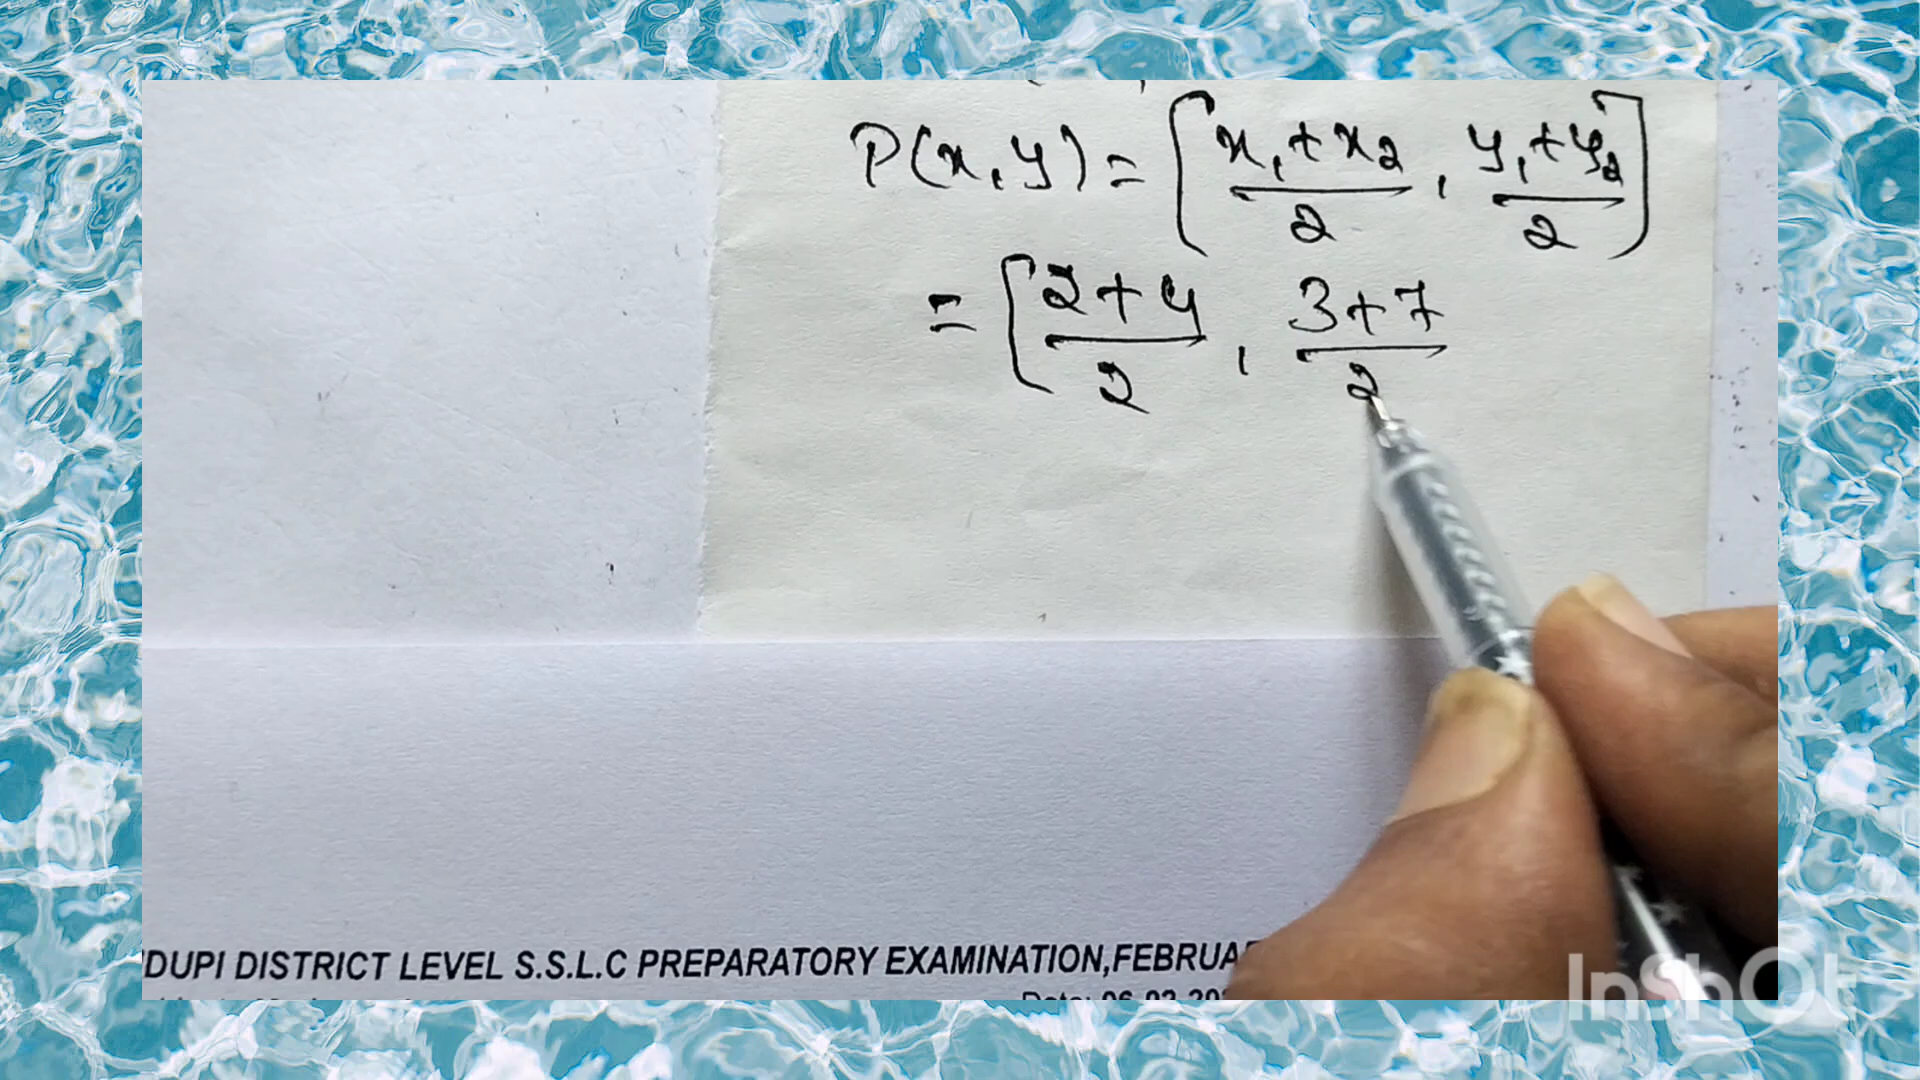 P(x,y) = [x₁+x₂/2, y₁+y₂/2]
= [2+4/2, 3+7/2
DUPI DISTRICT LEVEL S.S.L.C PREPARATORY EXAMINATION,FEBRUA
InShOt